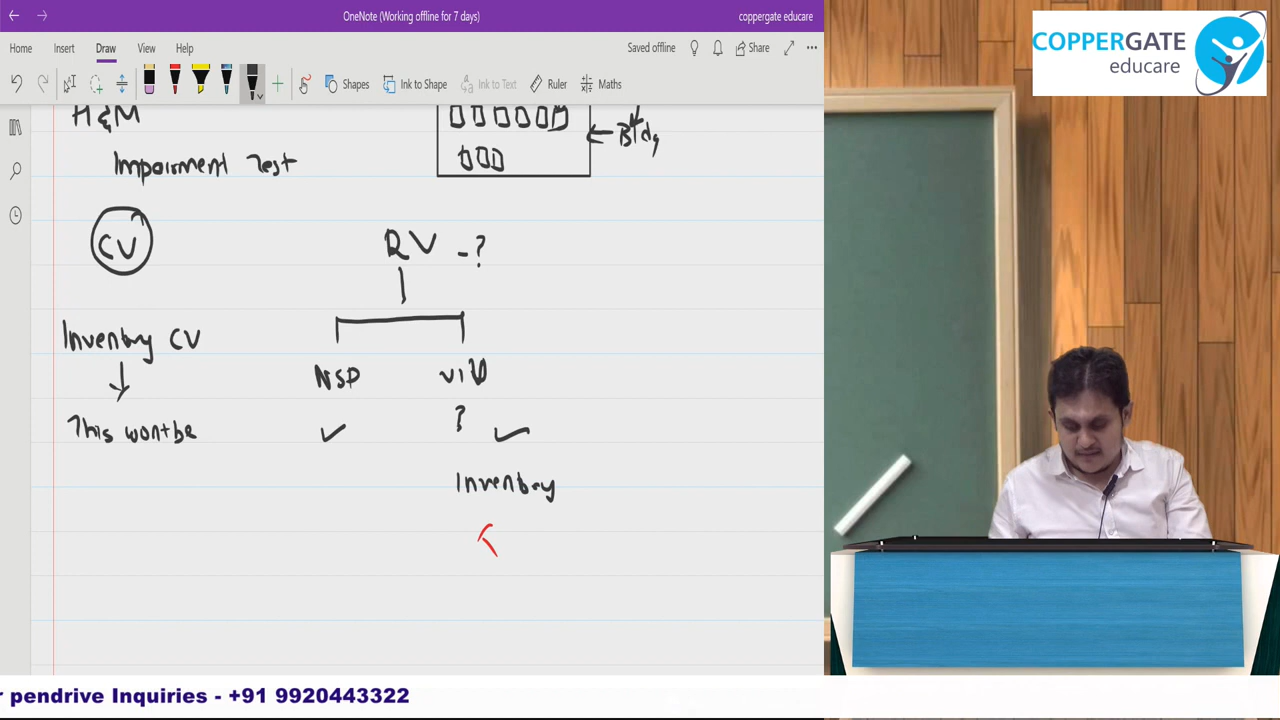 OneNote (Working offline for 7 days)
coppergate educare
Home Insert Draw View Help
Saved offline
Share
Shapes
Ink to Shape
Ink to Text
Ruler
Maths
COPPERGATE
educare
H&M
Bldg
Impairment Test
CV
RV - ?
Inventory CV
NSP
VIU
This wont be
?
Inventory
r pendrive Inquiries - +91 9920443322